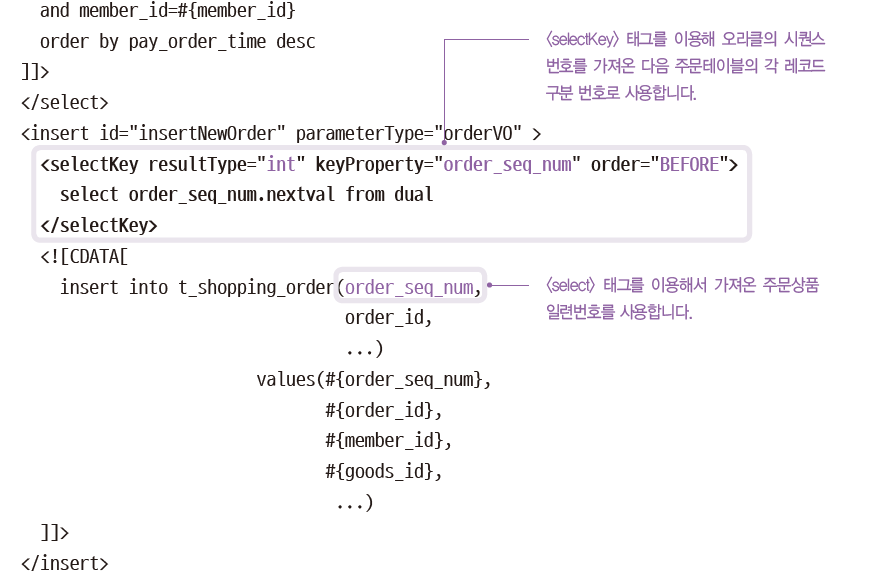 and member_id=#{member_id}
order by pay_order_time desc
]]>
</select>
<insert id="insertNewOrder" parameterType="orderVO" >
<selectKey resultType="int" keyProperty="order_seq_num" order="BEFORE">
select order_seq_num.nextval from dual
</selectKey>
<![CDATA[
insert into t_shopping_order(order_seq_num,
order_id,
...)
values(#{order_seq_num},
#{order_id},
#{member_id},
#{goods_id},
...)
]]>
</insert>
〈selectKey〉 태그를 이용해 오라클의 시퀀스
번호를 가져온 다음 주문테이블의 각 레코드
구분 번호로 사용합니다.
〈select〉 태그를 이용해서 가져온 주문상품
일련번호를 사용합니다.